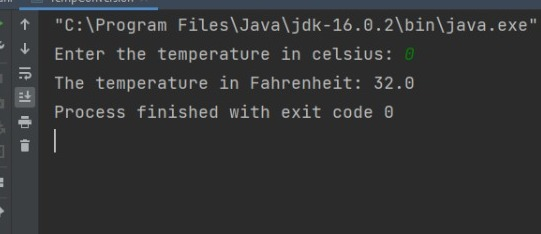 "C:\Program Files\Java\jdk-16.0.2\bin\java.exe"
Enter the temperature in celsius: 0
The temperature in Fahrenheit: 32.0
Process finished with exit code 0